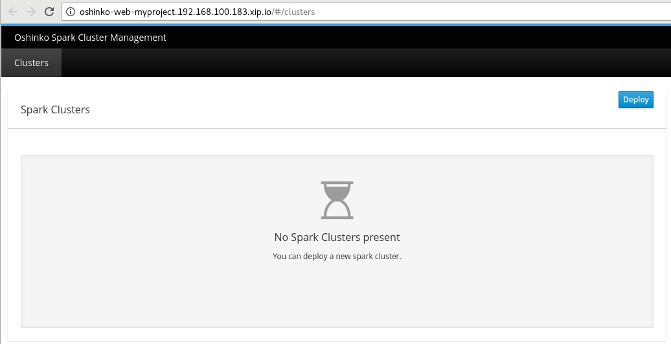 oshinko-web-myproject.192.168.100.183.xip.io/#/clusters
Oshinko Spark Cluster Management
Clusters
Deploy
Spark Clusters
No Spark Clusters present
You can deploy a new spark cluster.